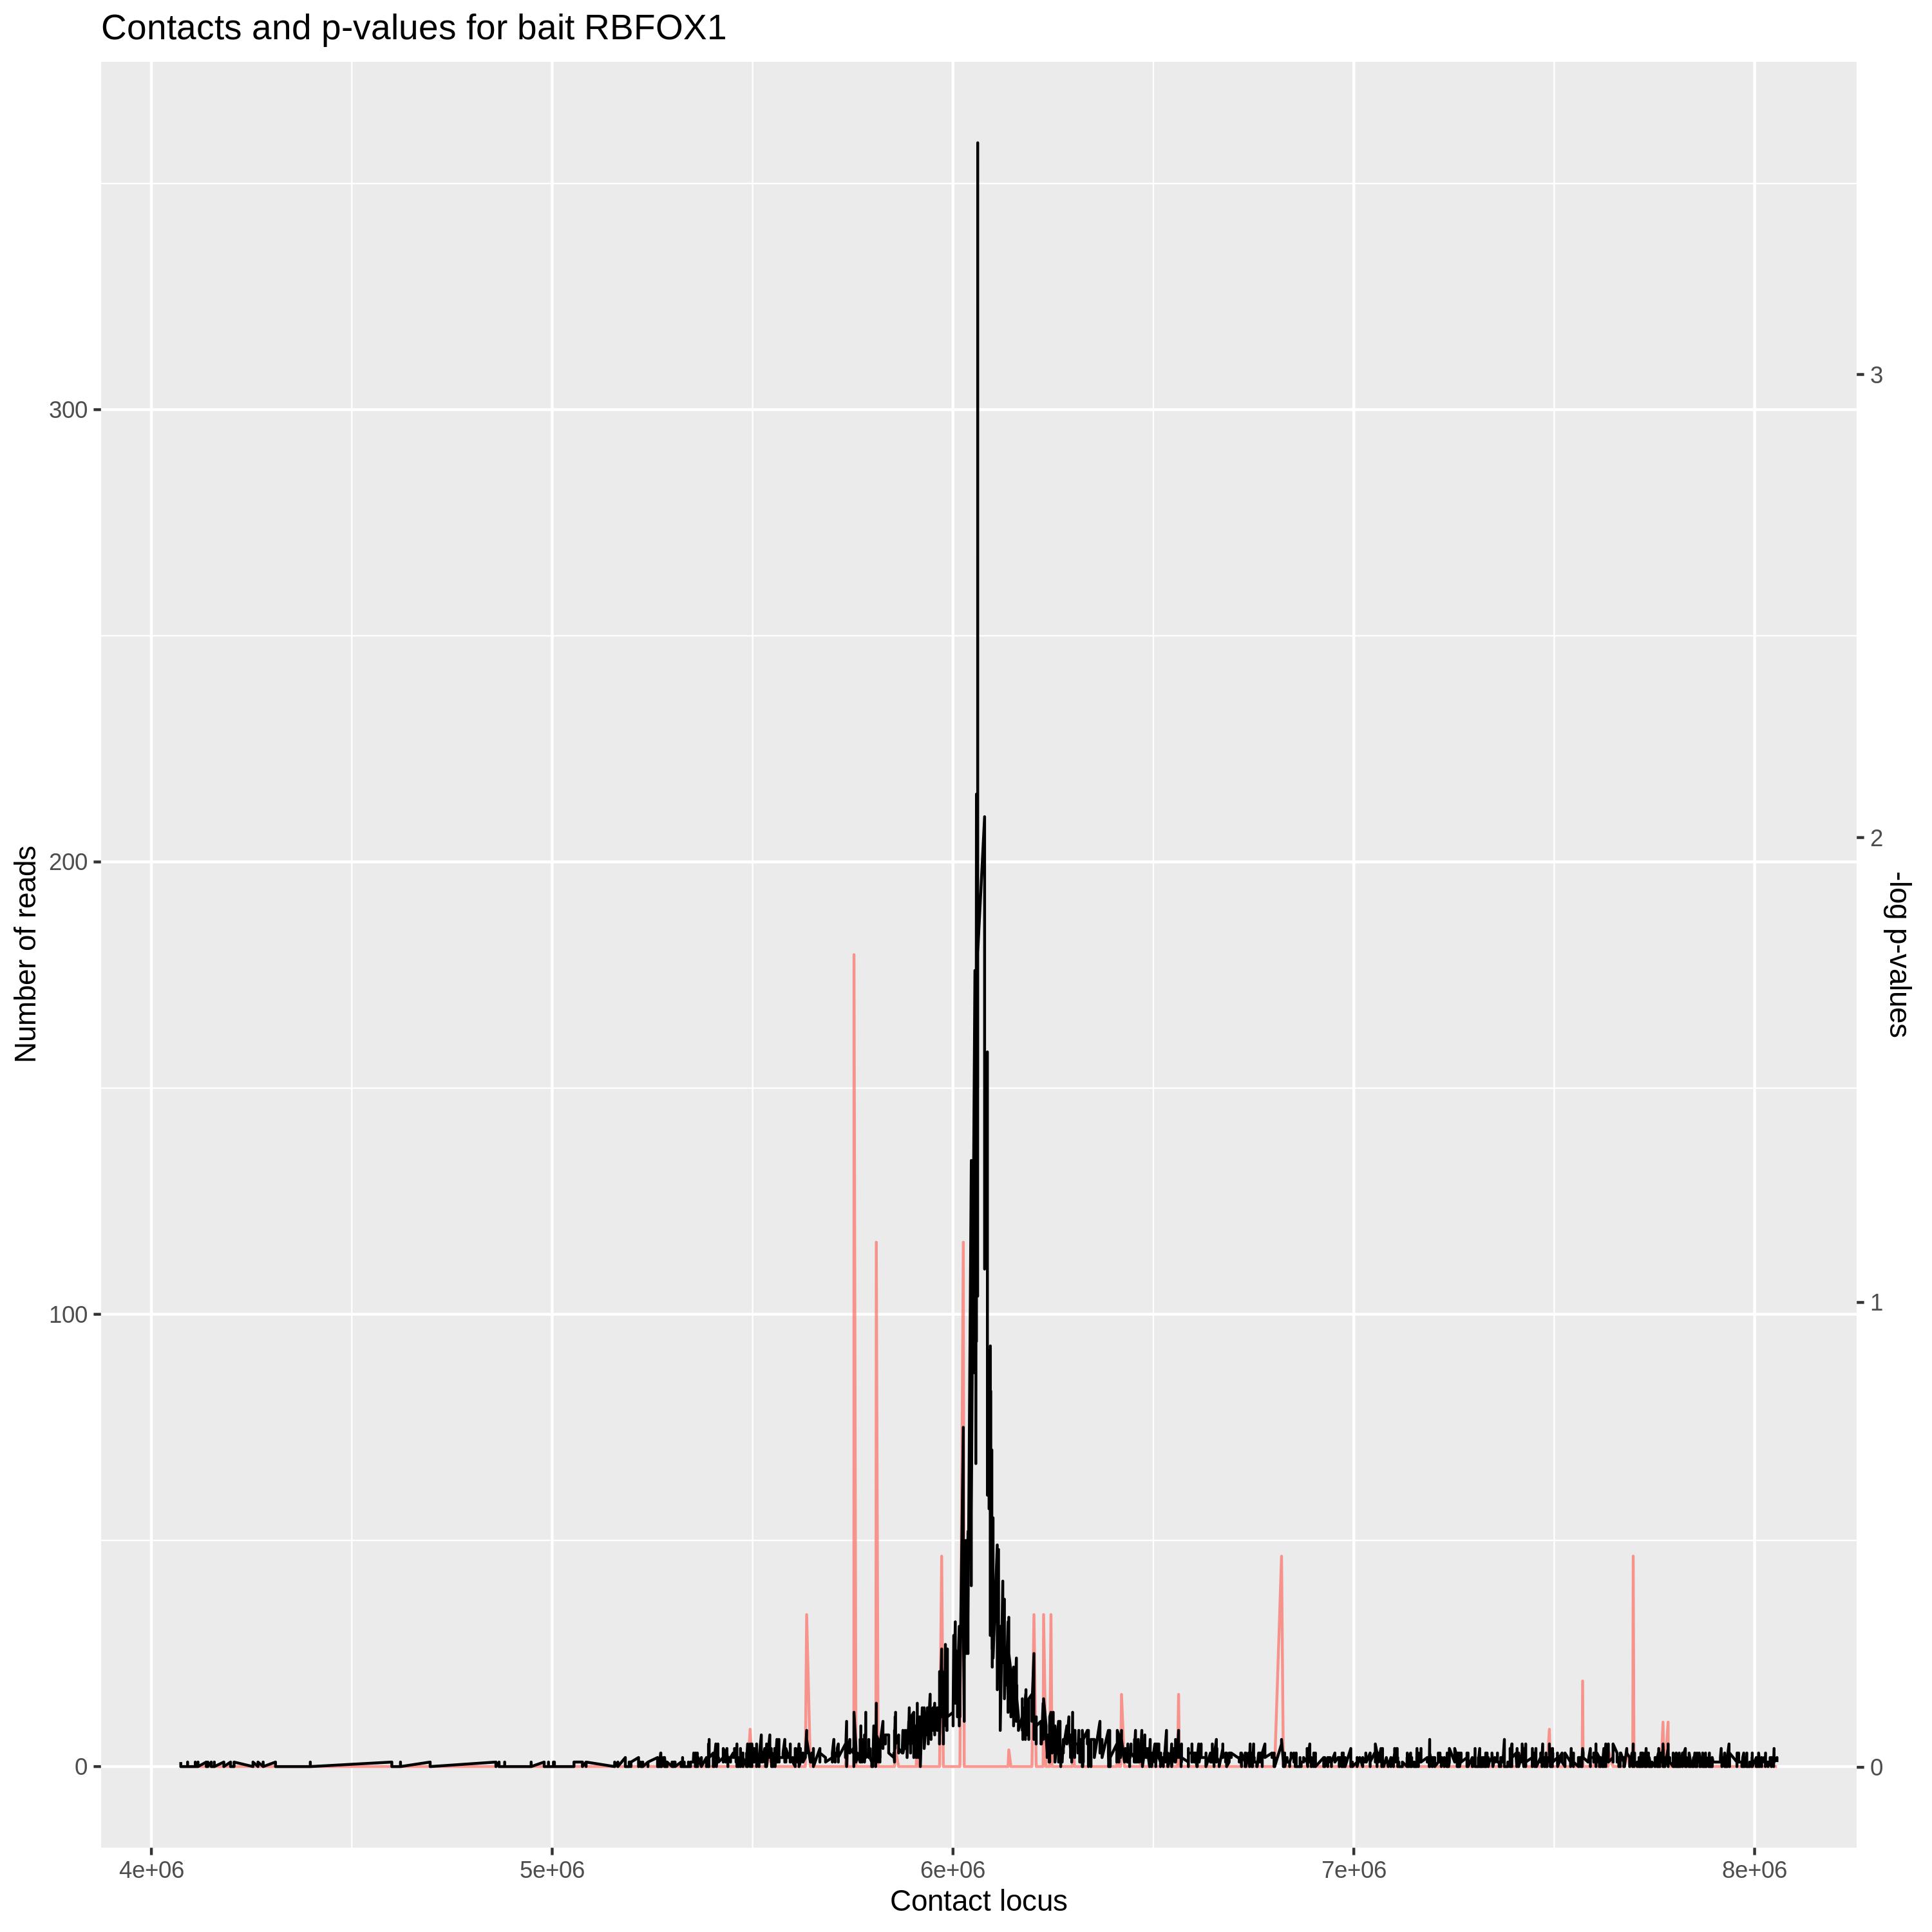 Contacts and p-values for bait RBFOX1
Number of reads
300
200
100
0
3
2
1
0
-log p-values
4e+06
5e+06
6e+06
7e+06
8e+06
Contact locus